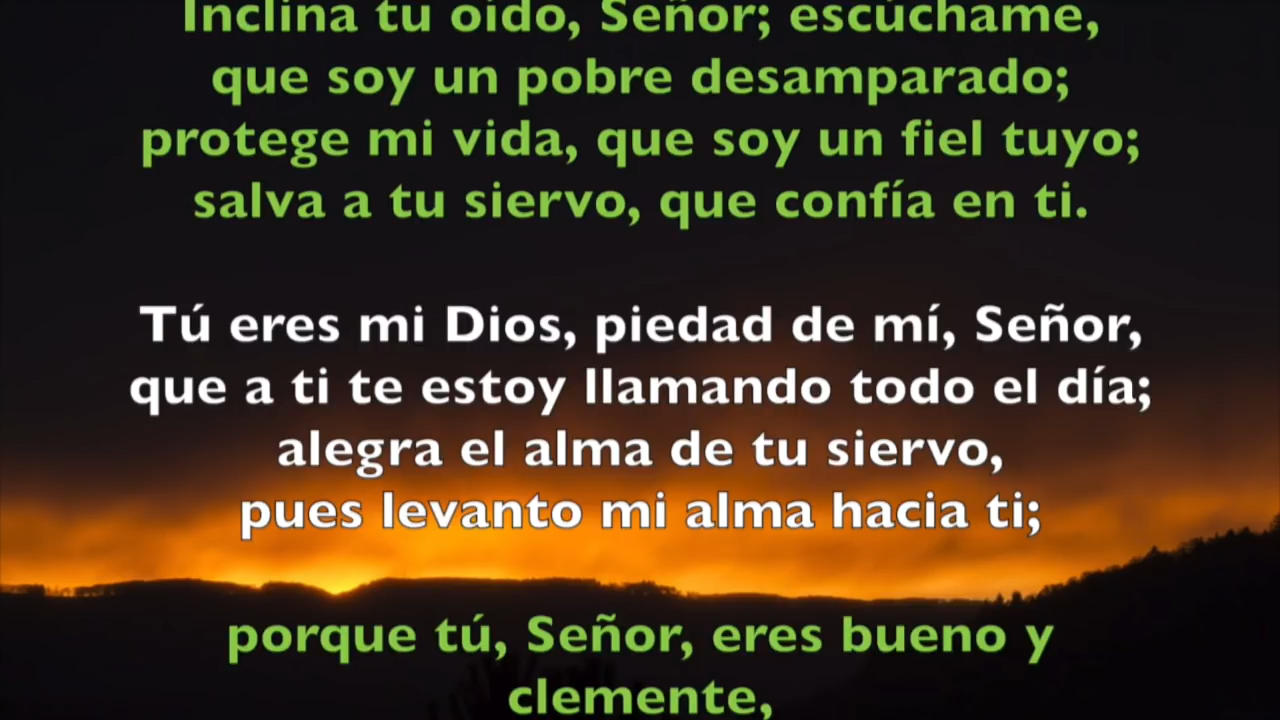 Inclina tu oído, Señor; escúchame,
que soy un pobre desamparado;
protege mi vida, que soy un fiel tuyo;
salva a tu siervo, que confía en ti.
Tú eres mi Dios, piedad de mí, Señor,
que a ti te estoy llamando todo el día;
alegra el alma de tu siervo,
pues levanto mi alma hacia ti;
porque tú, Señor, eres bueno y
clemente,